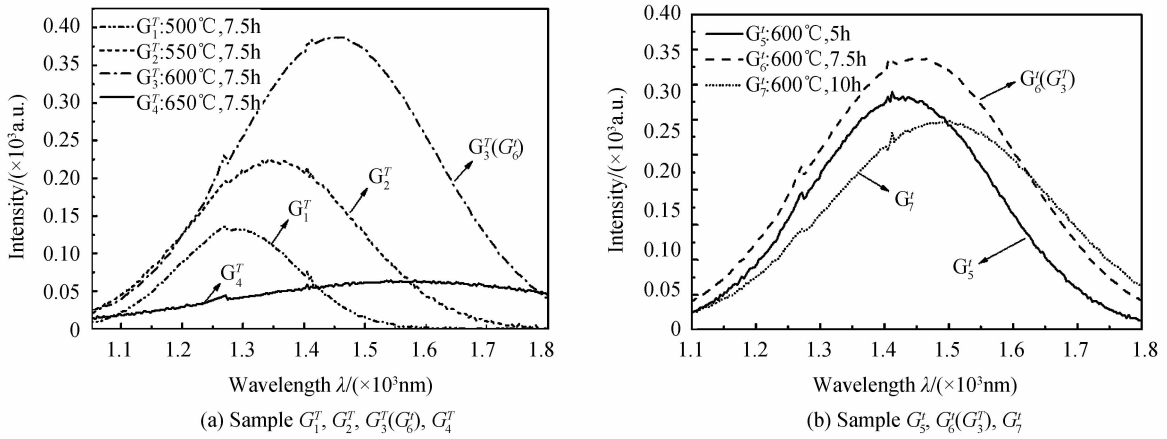 0.40
0.35
0.30
0.25
0.20
0.15
0.10
0.05
0
Intensity/(×10³a.u.)
G₁ᵀ:500℃,7.5h
G₂ᵀ:550℃,7.5h
G₃ᵀ:600℃,7.5h
G₄ᵀ:650℃,7.5h
G₃ᵀ(G₆ᵗ)
G₂ᵀ
G₁ᵀ
G₄ᵀ
1.1 1.2 1.3 1.4 1.5 1.6 1.7 1.8
Wavelength λ/(×10³nm)
(a) Sample G₁ᵀ, G₂ᵀ, G₃ᵀ(G₆ᵗ), G₄ᵀ
0.40
0.35
0.30
0.25
0.20
0.15
0.10
0.05
0
Intensity/(×10³a.u.)
G₅ᵗ:600℃,5h
G₆ᵗ:600℃,7.5h
G₇ᵗ:600℃,10h
G₆ᵗ(G₃ᵀ)
G₇ᵗ
G₅ᵗ
1.1 1.2 1.3 1.4 1.5 1.6 1.7 1.8
Wavelength λ/(×10³nm)
(b) Sample G₅ᵗ, G₆ᵗ(G₃ᵀ), G₇ᵗ